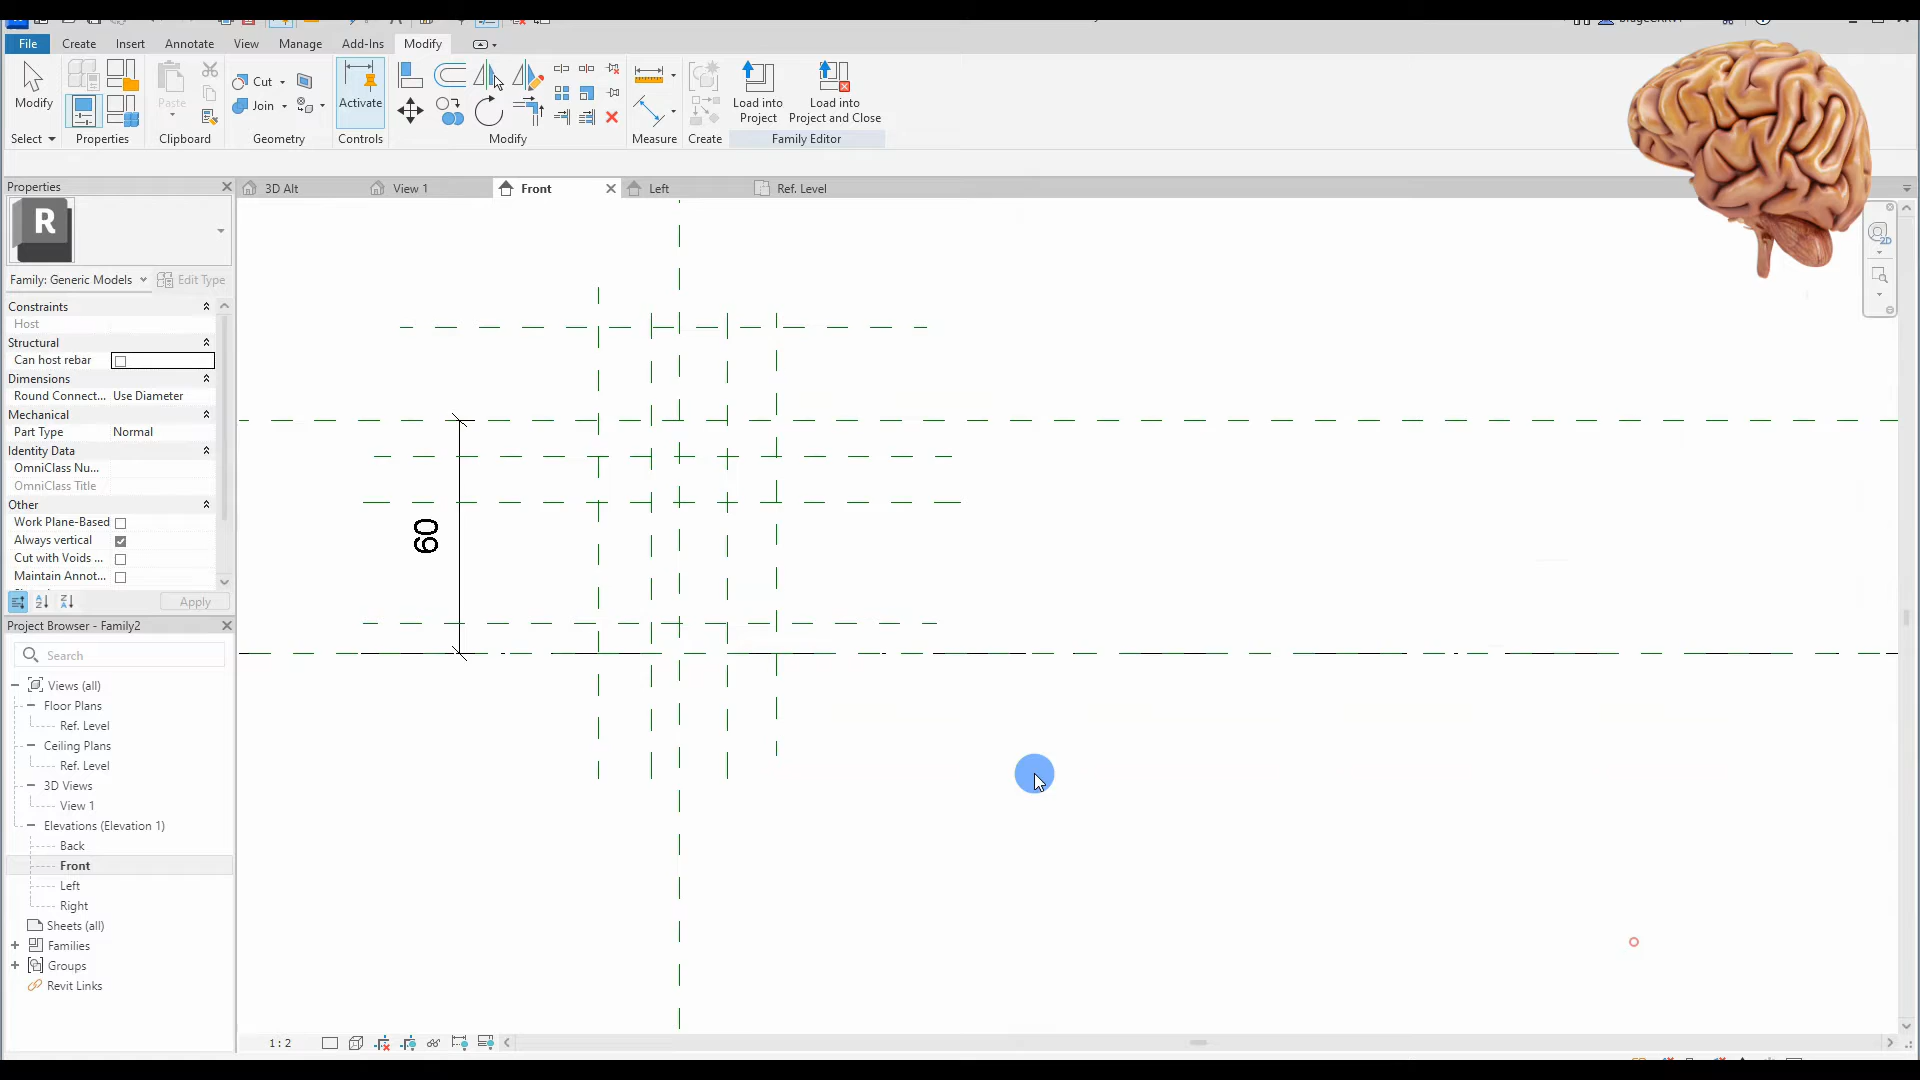 File Create Insert Annotate View Manage Add-Ins Modify
Modify
Paste
Cut
Join
Activate
Load into Project
Load into Project and Close
Select Properties Clipboard Geometry Controls Modify Measure Create Family Editor
Properties
3D Alt View 1 Front Left Ref. Level
R
2D
Family: Generic Models Edit Type
Constraints
Host
Structural
Can host rebar
Dimensions
Round Connect... Use Diameter
Mechanical
Part Type Normal
Identity Data
OmniClass Nu...
OmniClass Title
Other
Work Plane-Based
Always vertical
Cut with Voids ...
Maintain Annot...
Apply
60
Project Browser - Family2
Search
Views (all)
Floor Plans
Ref. Level
Ceiling Plans
Ref. Level
3D Views
View 1
Elevations (Elevation 1)
Back
Front
Left
Right
Sheets (all)
Families
Groups
Revit Links
1 : 2